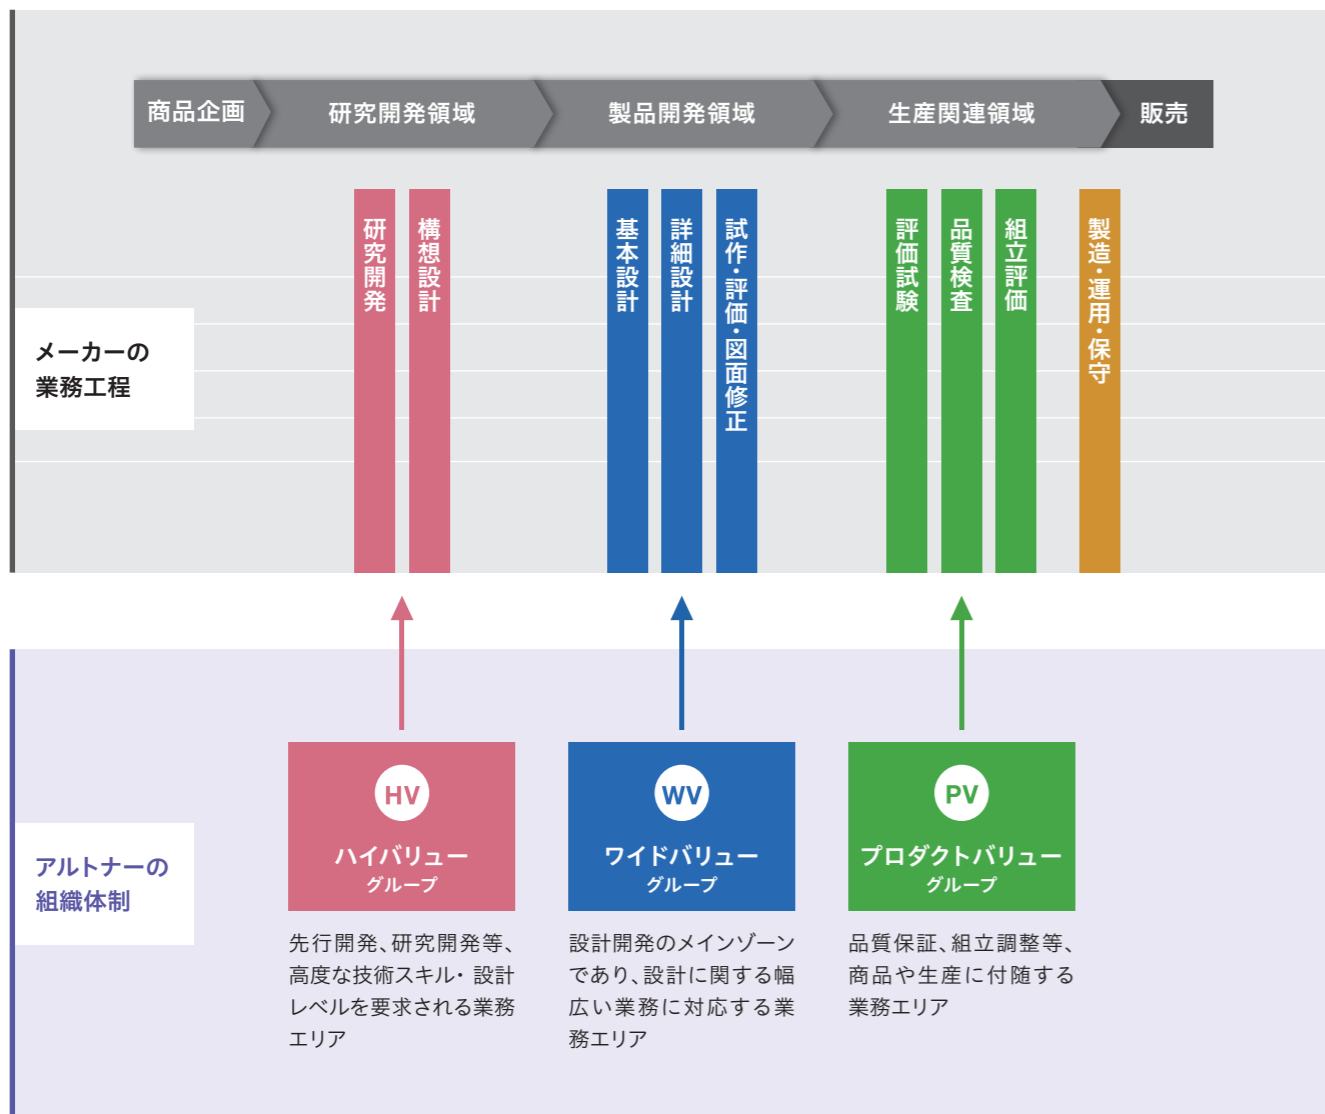 商品企画
研究開発領域
製品開発領域
生産関連領域
販売
研究開発
構想設計
基本設計
詳細設計
試作・評価・図面修正
評価試験
品質検査
組立評価
製造・運用・保守
メーカーの
業務工程
アルトナーの
組織体制
HV
ハイバリュー
グループ
先行開発、研究開発等、
高度な技術スキル・ 設計
レベルを要求される業務
エリア
WV
ワイドバリュー
グループ
設計開発のメインゾーン
であり、設計に関する幅
広い業務に対応する業
務エリア
PV
プロダクトバリュー
グループ
品質保証、組立調整等、
商品や生産に付随する
業務エリア